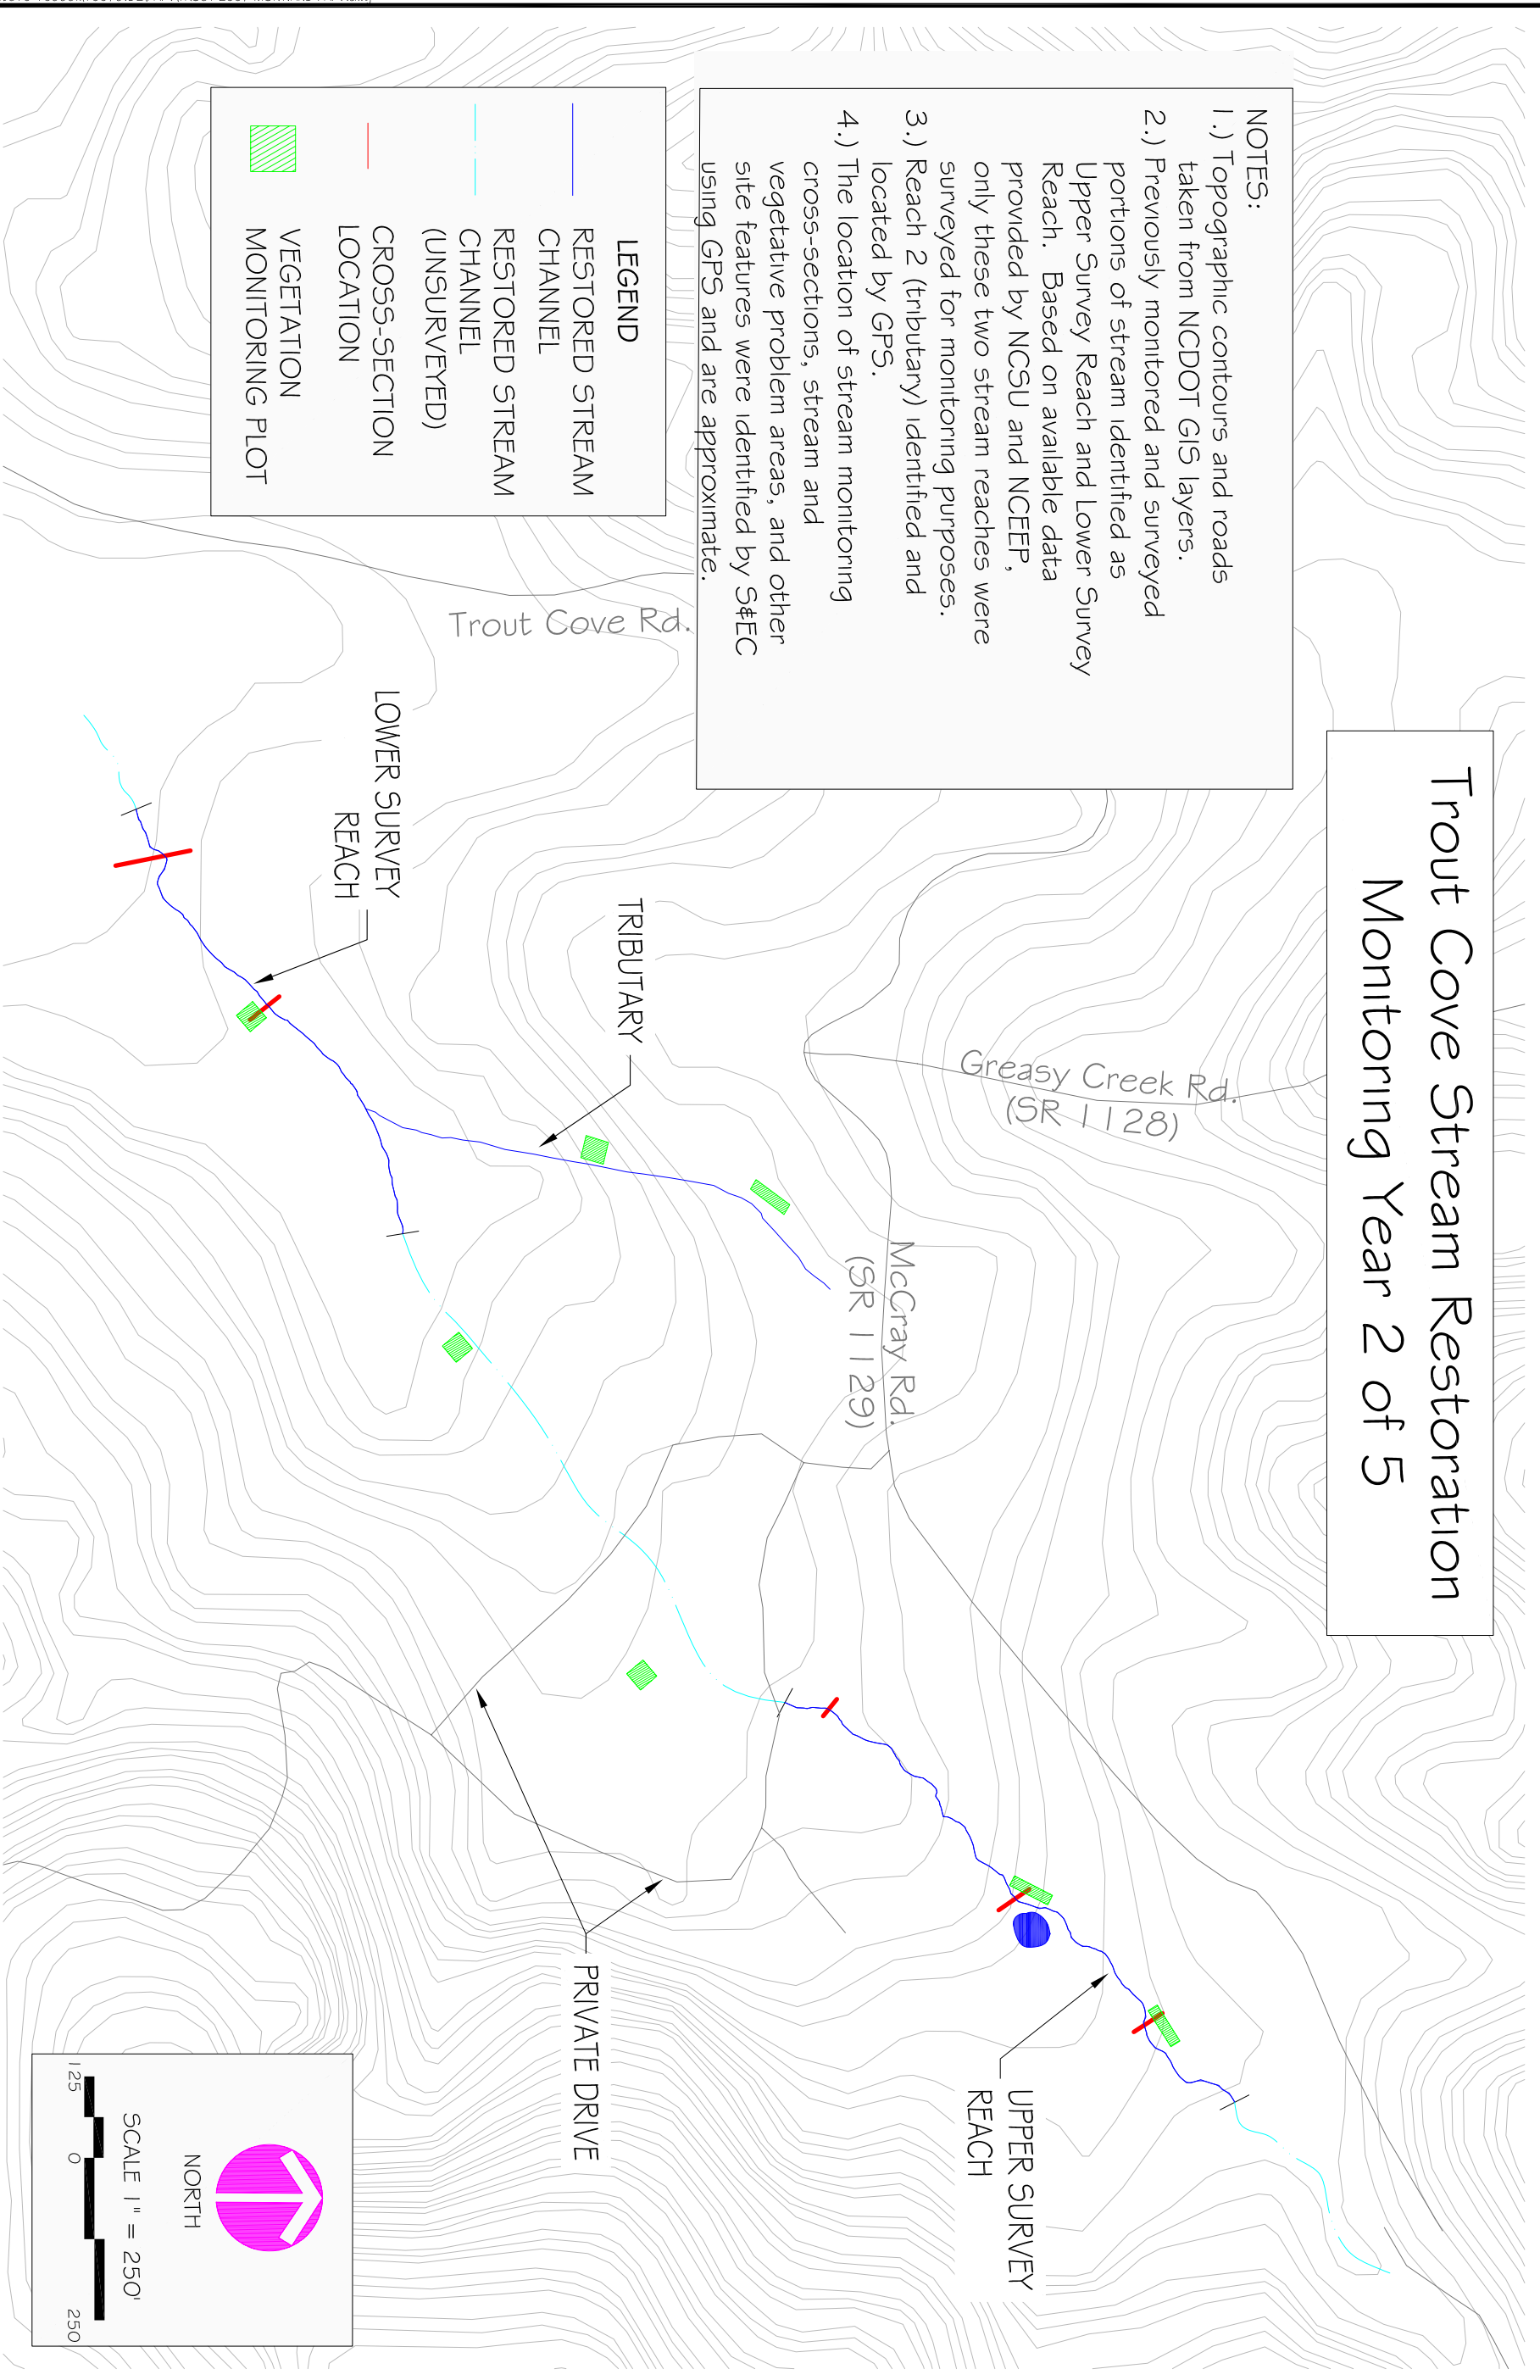 Trout Cove Stream Restoration
Monitoring Year 2 of 5
NOTES:
1.) Topographic contours and roads
taken from NCDOT GIS layers.
2.) Previously monitored and surveyed
portions of stream identified as
Upper Survey Reach and Lower Survey
Reach. Based on available data
provided by NCSU and NCEEP,
only these two stream reaches were
surveyed for monitoring purposes.
3.) Reach 2 (tributary) identified and
located by GPS.
4.) The location of stream monitoring
cross-sections, stream and
vegetative problem areas, and other
site features were identified by S&EC
using GPS and are approximate.
LEGEND
RESTORED STREAM
CHANNEL
RESTORED STREAM
CHANNEL
(UNSURVEYED)
CROSS-SECTION
LOCATION
VEGETATION
MONITORING PLOT
Trout Cove Rd.
Greasy Creek Rd.
(SR 1128)
McCray Rd.
(SR 1129)
TRIBUTARY
LOWER SURVEY
REACH
UPPER SURVEY
REACH
PRIVATE DRIVE
NORTH
SCALE 1" = 250'
125 0 250